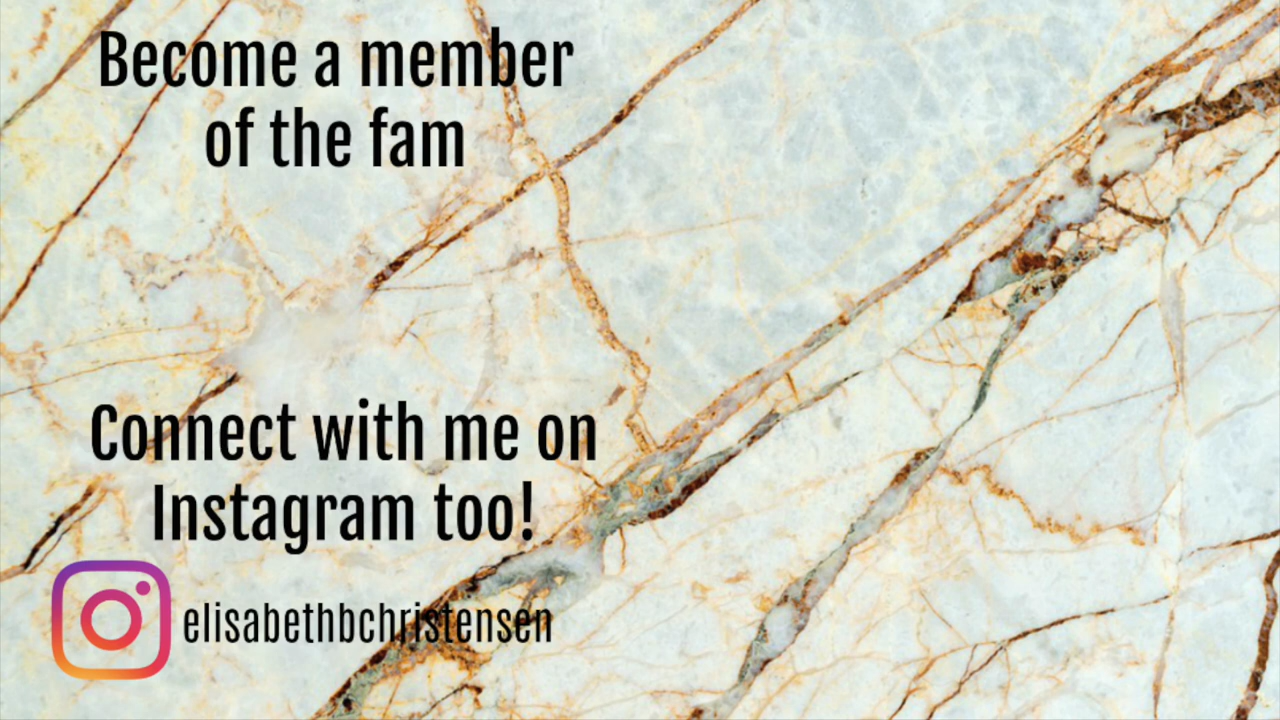 Become a member
of the fam
Connect with me on
Instagram too!
elisabethbchristensen